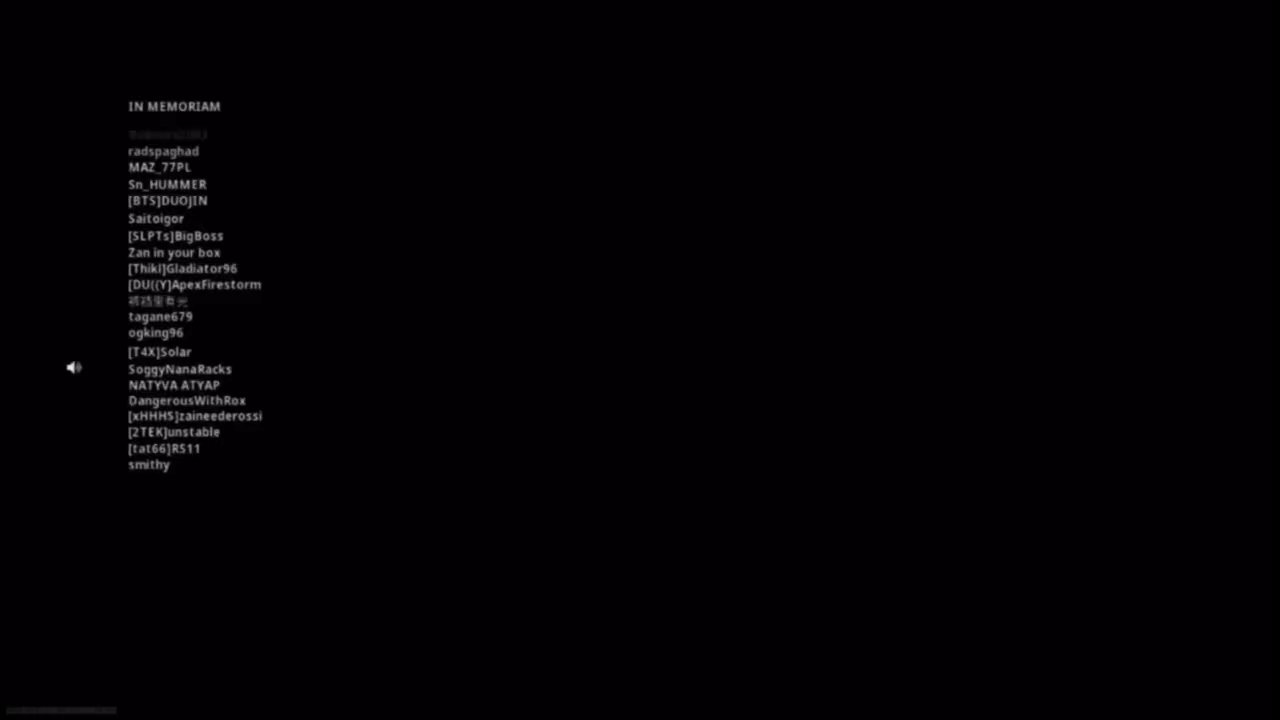 IN MEMORIAM
radspaghad
MAZ_77PL
Sn_HUMMER
[BTS]DUOJIN
Saitoigor
[SLPTs]BigBoss
Zan in your box
[Thikl]Gladiator96
[DU((Y]ApexFirestorm
tagane679
ogking96
[T4X]Solar
SoggyNanaRacks
NATYVA ATYAP
DangerousWithRox
[xHHHS]zaineederossi
[2TEK]unstable
[tat66]RS11
smithy